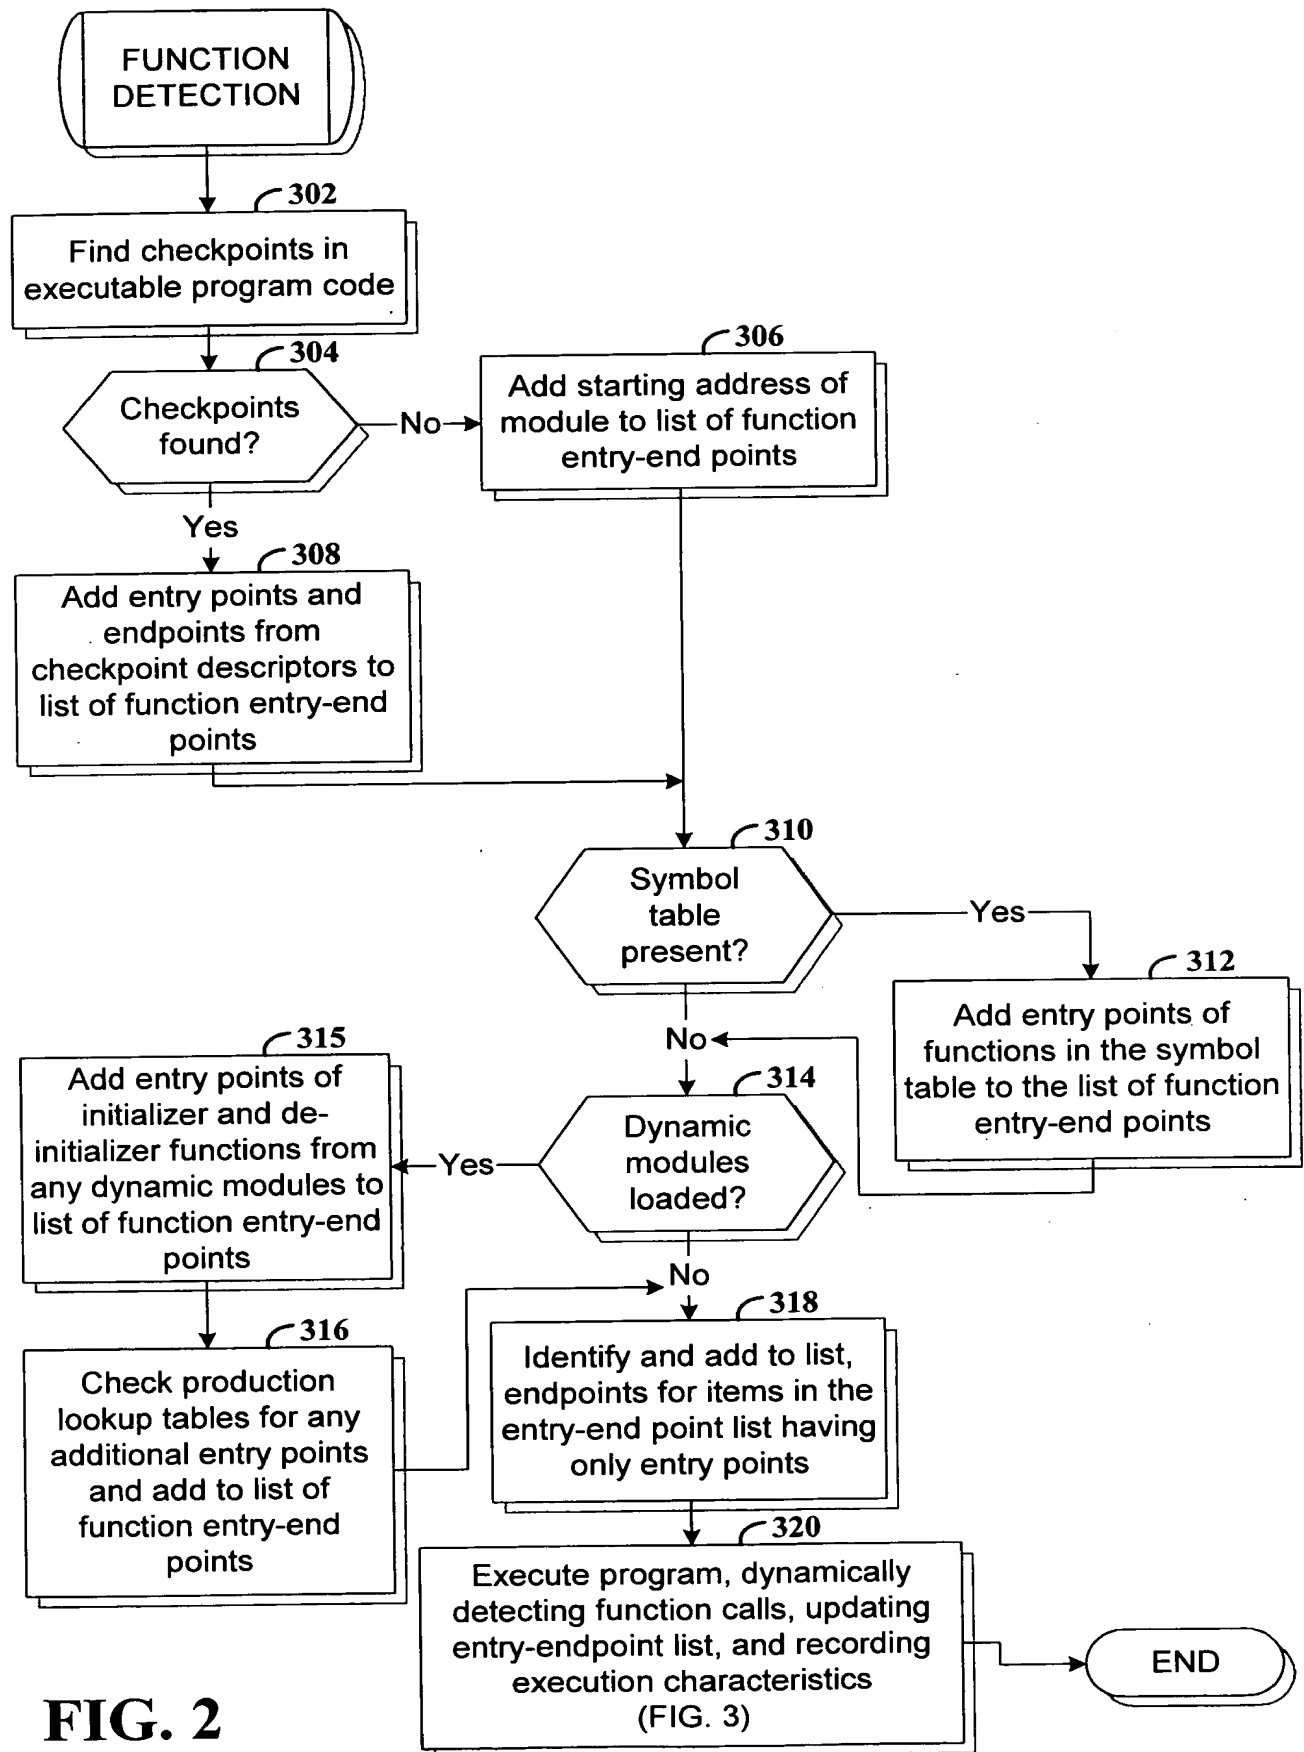 FUNCTION
DETECTION
302
Find checkpoints in
executable program code
304
Checkpoints
found?
No
306
Add starting address of
module to list of function
entry-end points
Yes
308
Add entry points and
endpoints from
checkpoint descriptors to
list of function entry-end
points
310
Symbol
table
present?
Yes
312
Add entry points of
functions in the symbol
table to the list of function
entry-end points
No
314
Dynamic
modules
loaded?
Yes
315
Add entry points of
initializer and de-
initializer functions from
any dynamic modules to
list of function entry-end
points
316
Check production
lookup tables for any
additional entry points
and add to list of
function entry-end
points
No
318
Identify and add to list,
endpoints for items in the
entry-end point list having
only entry points
320
Execute program, dynamically
detecting function calls, updating
entry-endpoint list, and recording
execution characteristics
(FIG. 3)
END
FIG. 2